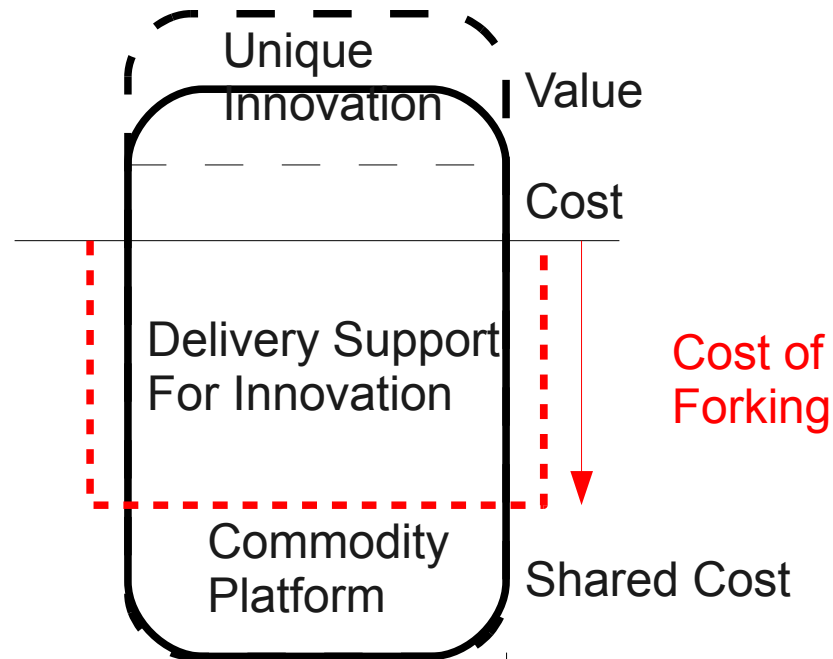 Unique
Innovation
Value
Cost
Delivery Support
For Innovation
Cost of
Forking
Commodity
Platform
Shared Cost